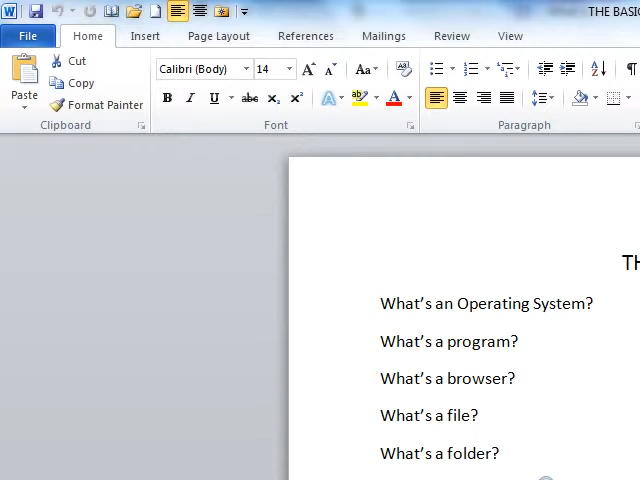 THE BASIC
File Home Insert Page Layout References Mailings Review View
Paste
Cut
Copy
Format Painter
Calibri (Body) 14
Clipboard Font Paragraph
TH
What's an Operating System?
What's a program?
What's a browser?
What's a file?
What's a folder?